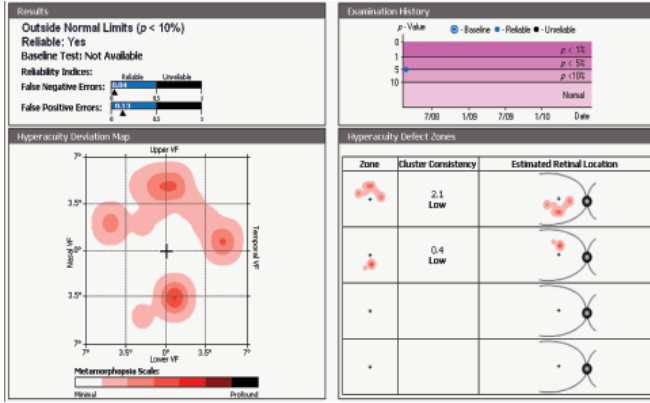 Results
Outside Normal Limits (p < 10%)
Reliable: Yes
Baseline Test: Not Available
Reliability Indices:
Reliable Unreliable
False Negative Errors: 0.04
0 0.5 1
False Positive Errors: 0.13
0 0.5 1
Examination History
p - Value
- Baseline - Reliable - Unreliable
0
p < 1%
1
p < 5%
5
p <10%
10
Normal
7/08 1/09 7/09 1/10 Date
Hyperacuity Deviation Map
Upper VF
7°
3.5°
0°
3.5°
7°
Nasal VF
Temporal VF
7° 3.5° 0° 3.5° 7°
Lower VF
Metamorphopsia Scale:
Minimal Profound
Hyperacuity Defect Zones
Zone Cluster Consistency Estimated Retinal Location
2.1
Low
0.4
Low